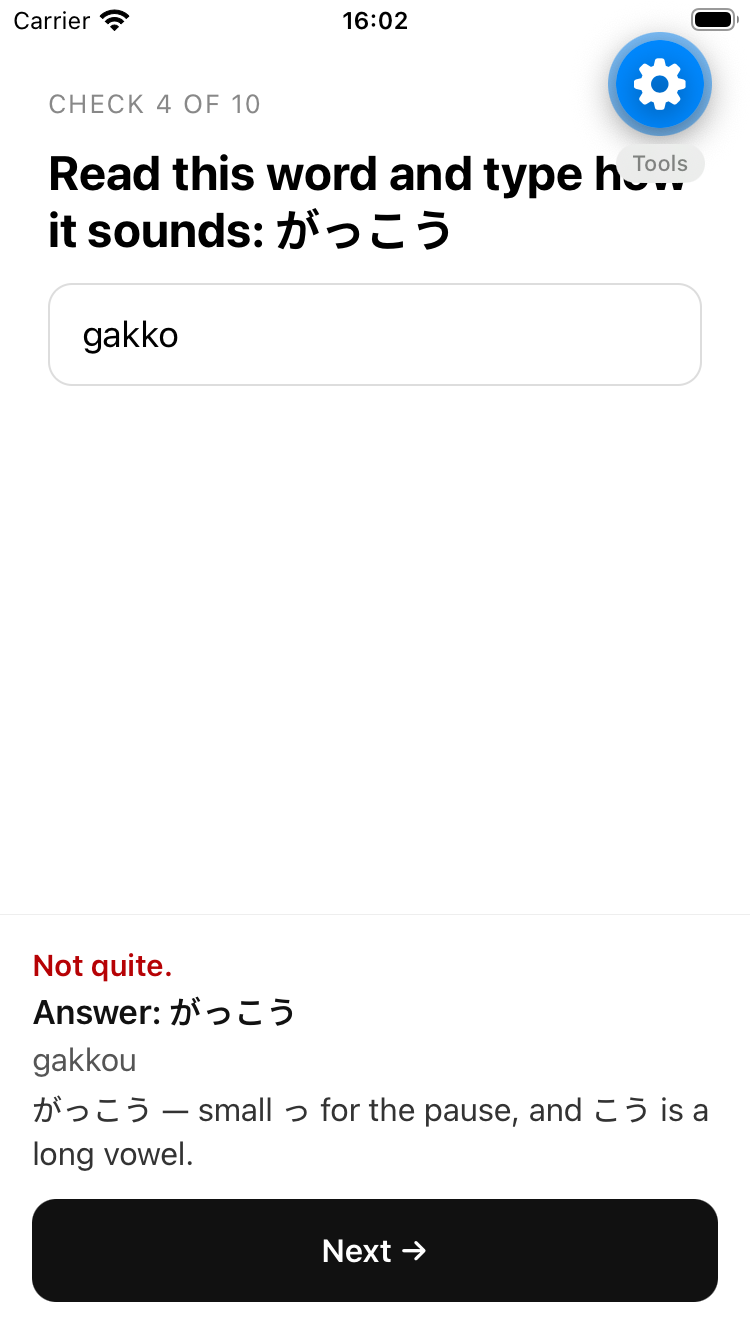 Carrier 16:02
CHECK 4 OF 10
Read this word and type how
Tools
it sounds: がっこう
gakko
Not quite.
Answer: がっこう
gakkou
がっこう — small っ for the pause, and こう is a
long vowel.
Next →